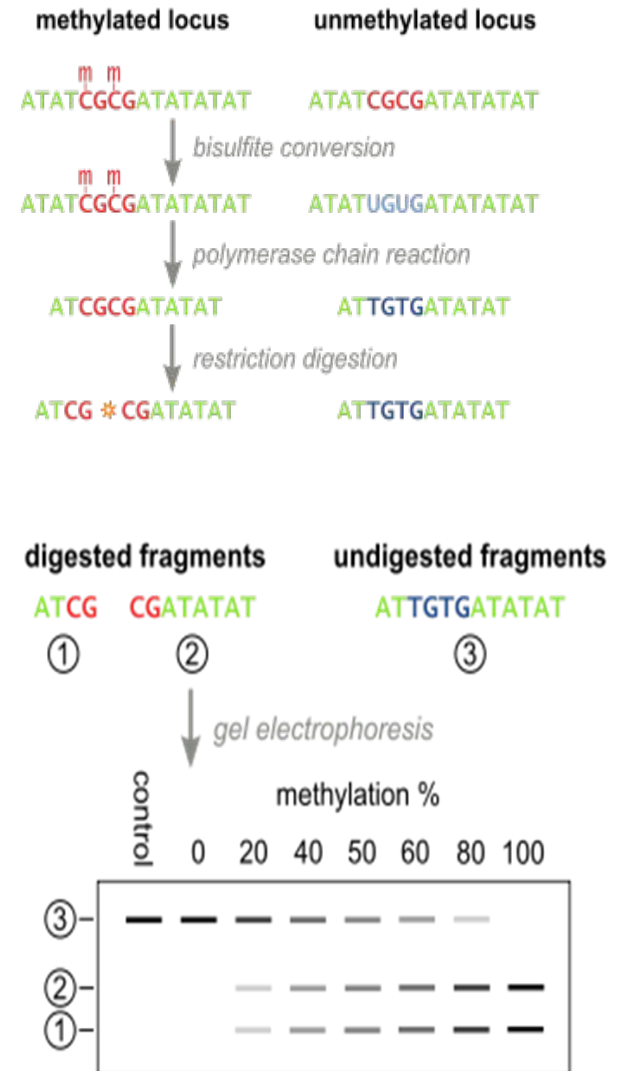 methylated locus unmethylated locus
m m
ATATCGCGATATATAT ATATCGCGATATATAT
bisulfite conversion
m m
ATATCGCGATATATAT ATATUGUGATATATAT
polymerase chain reaction
ATCGCGATATAT ATTGTGATATAT
restriction digestion
ATCG CGATATAT ATTGTGATATAT
digested fragments undigested fragments
ATCG CGATATAT ATTGTGATATAT
1 2 3
gel electrophoresis
control
methylation %
0 20 40 50 60 80 100
3
2
1